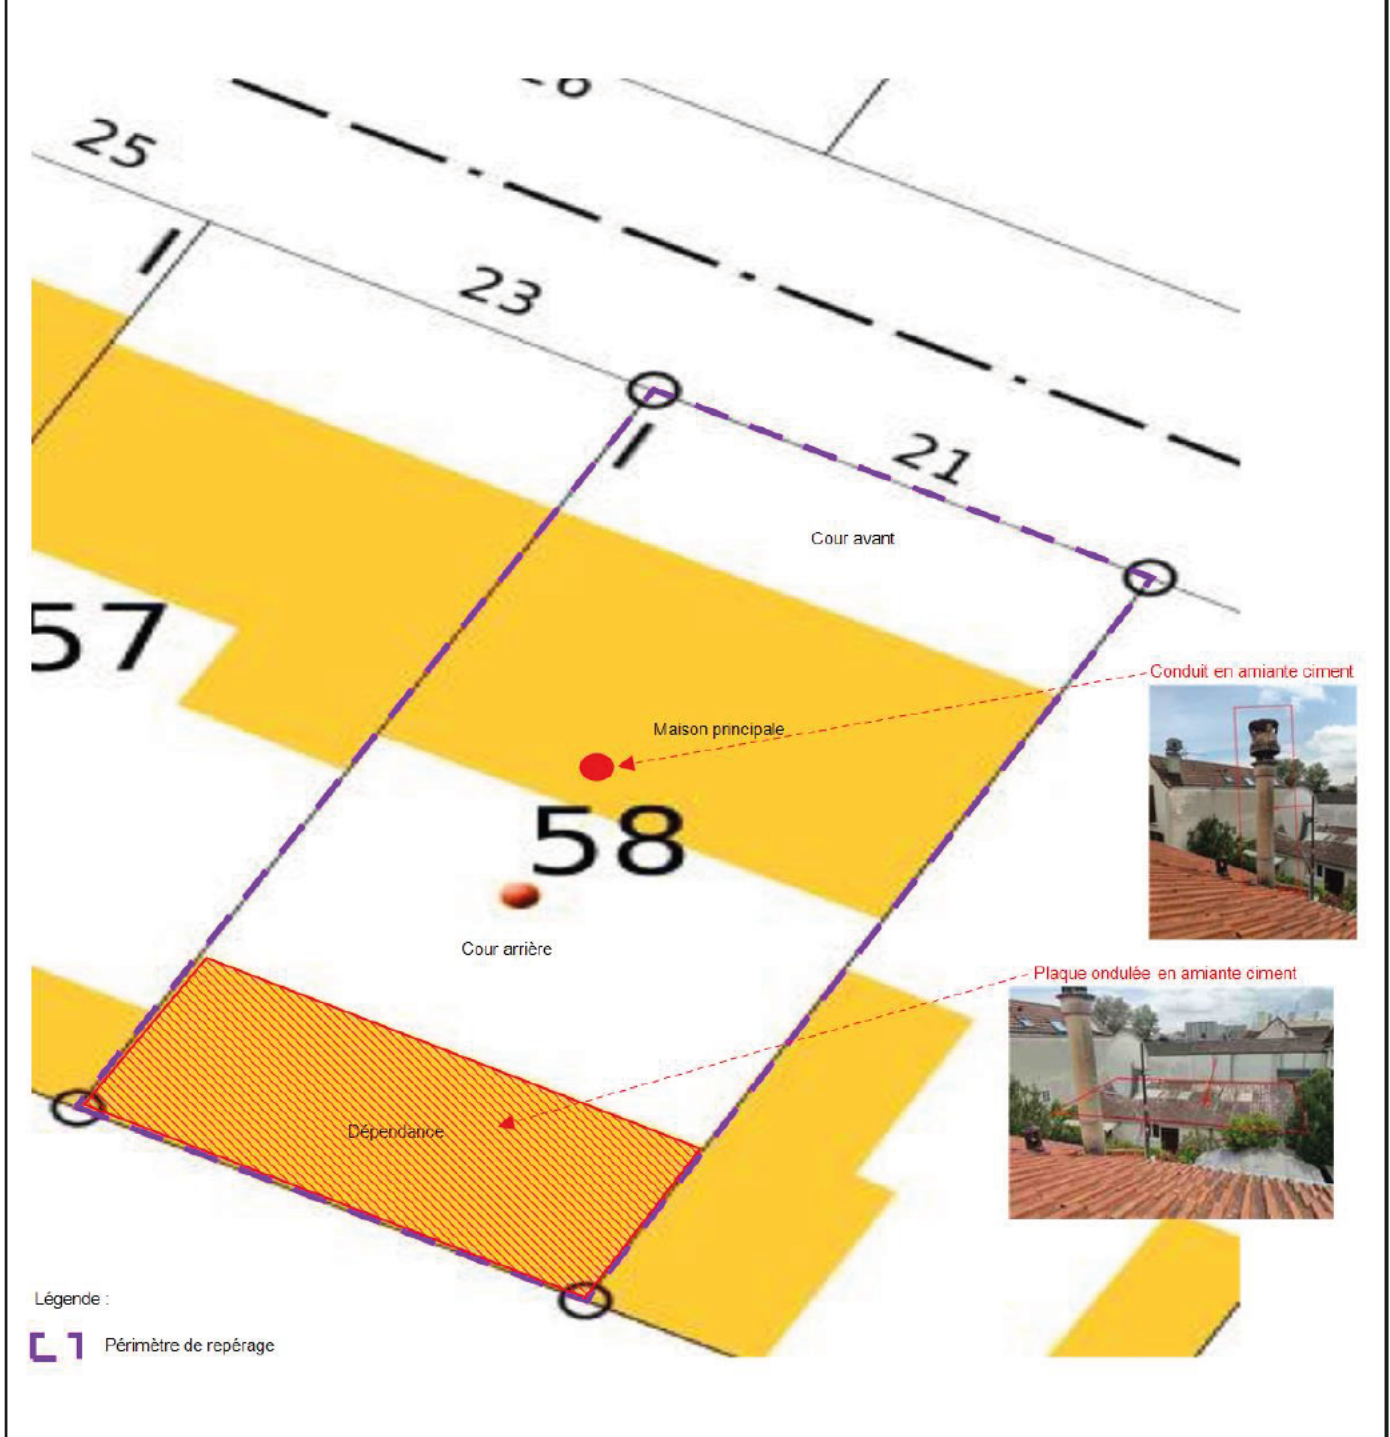 25
23
21
Cour avant
57
Conduit en amiante ciment
Maison principale
58
Cour arrière
Plaque ondulée en amiante ciment
Dépendance
Légende :
Périmètre de repérage